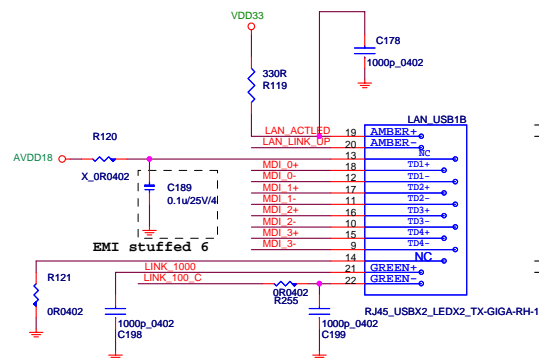 VDD33
C178
1000p_0402
330R
R119
LAN_USB1B
LAN_ACTLED 19 AMBER+
LAN_LINK_UP 20 AMBER-
R120
AVDD18
X_0R0402
13 NC
MDI_0+ 18 TD1+
MDI_0- 12 TD1-
MDI_1+ 17 TD2+
MDI_1- 11 TD2-
MDI_2+ 16 TD3+
MDI_2- 10 TD3-
MDI_3+ 15 TD4+
MDI_3- 9 TD4-
C189
0.1u/25V/4
EMI stuffed 6
14 NC
LINK_1000 21 GREEN+
LINK_100_C 22 GREEN-
R121
0R0402
0R0402
R255
RJ45_USBX2_LEDX2_TX-GIGA-RH-1
1000p_0402
C198
1000p_0402
C199